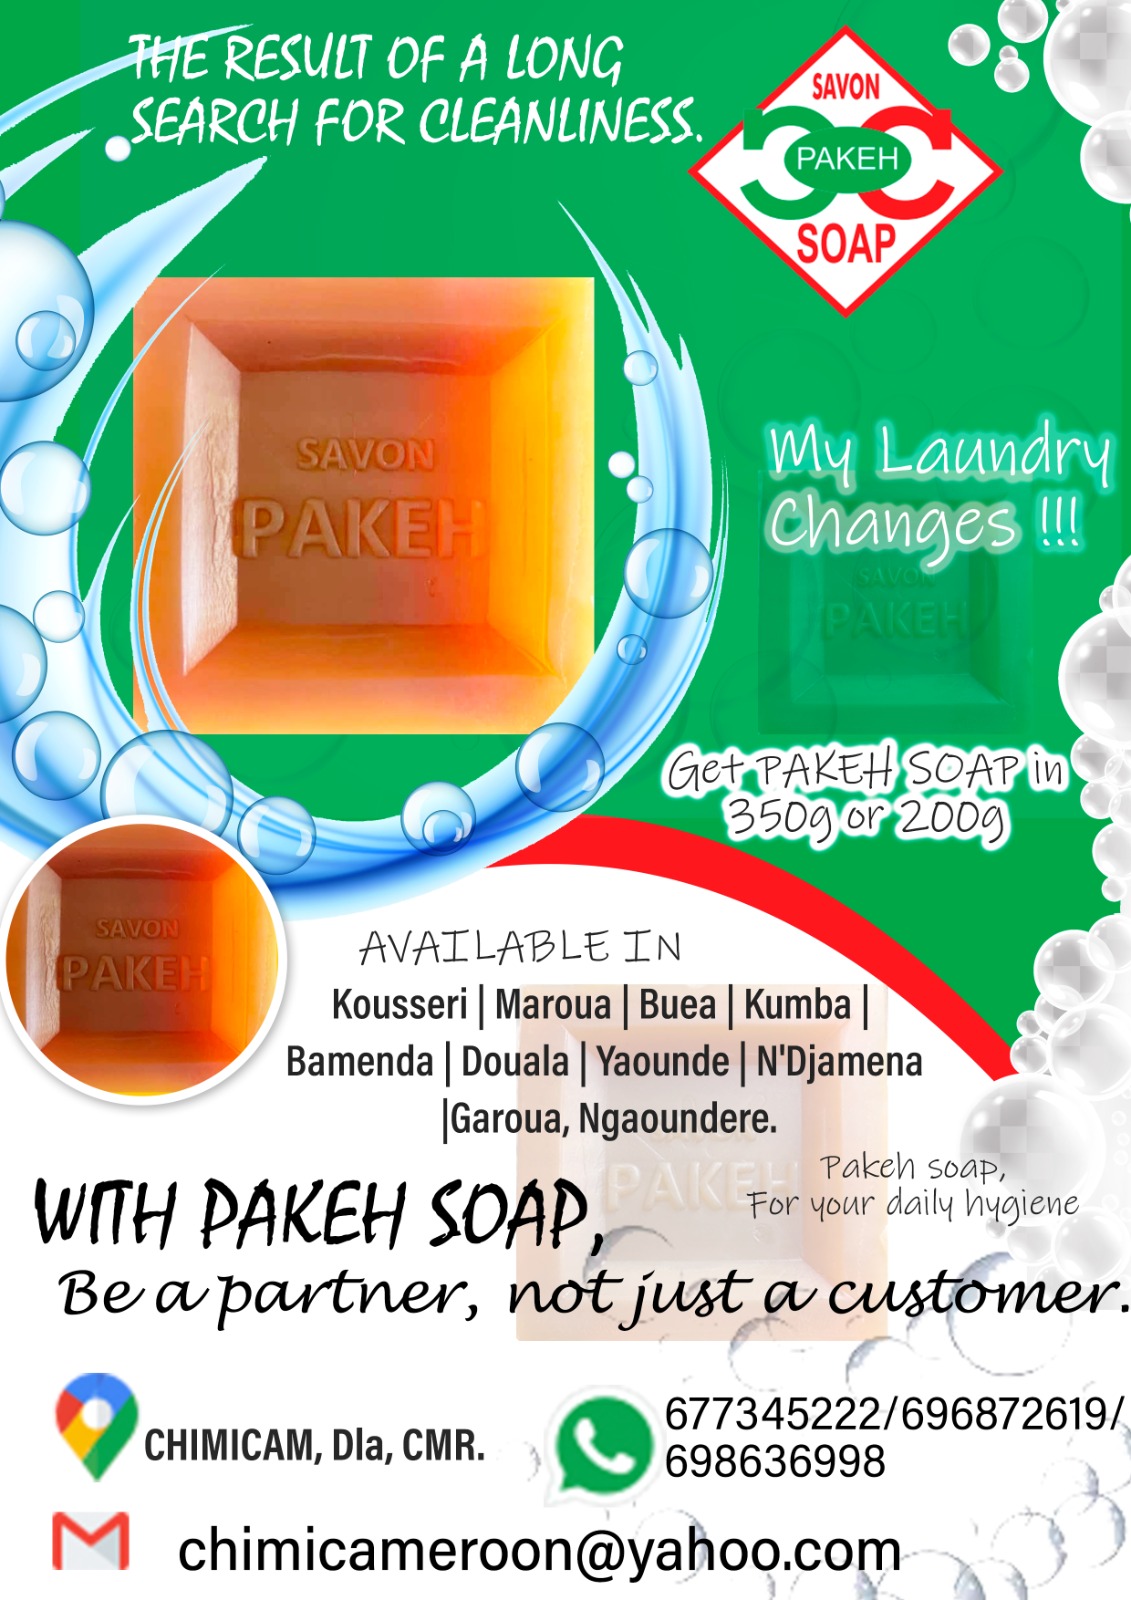 THE RESULT OF A LONG
SEARCH FOR CLEANLINESS.
SAVON
PAKEH
SOAP
SAVON
PAKEH
My Laundry
Changes !!!
SAVON
PAKEH
Get PAKEH SOAP in
350g or 200g
SAVON
PAKEH
AVAILABLE IN
Kousseri | Maroua | Buea | Kumba |
Bamenda | Douala | Yaounde | N'Djamena
|Garoua, Ngaoundere.
SAVON
PAKEH
Pakeh soap,
For your daily hygiene
WITH PAKEH SOAP,
Be a partner, not just a customer.
CHIMICAM, Dla, CMR.
677345222/696872619/
698636998
chimicameroon@yahoo.com